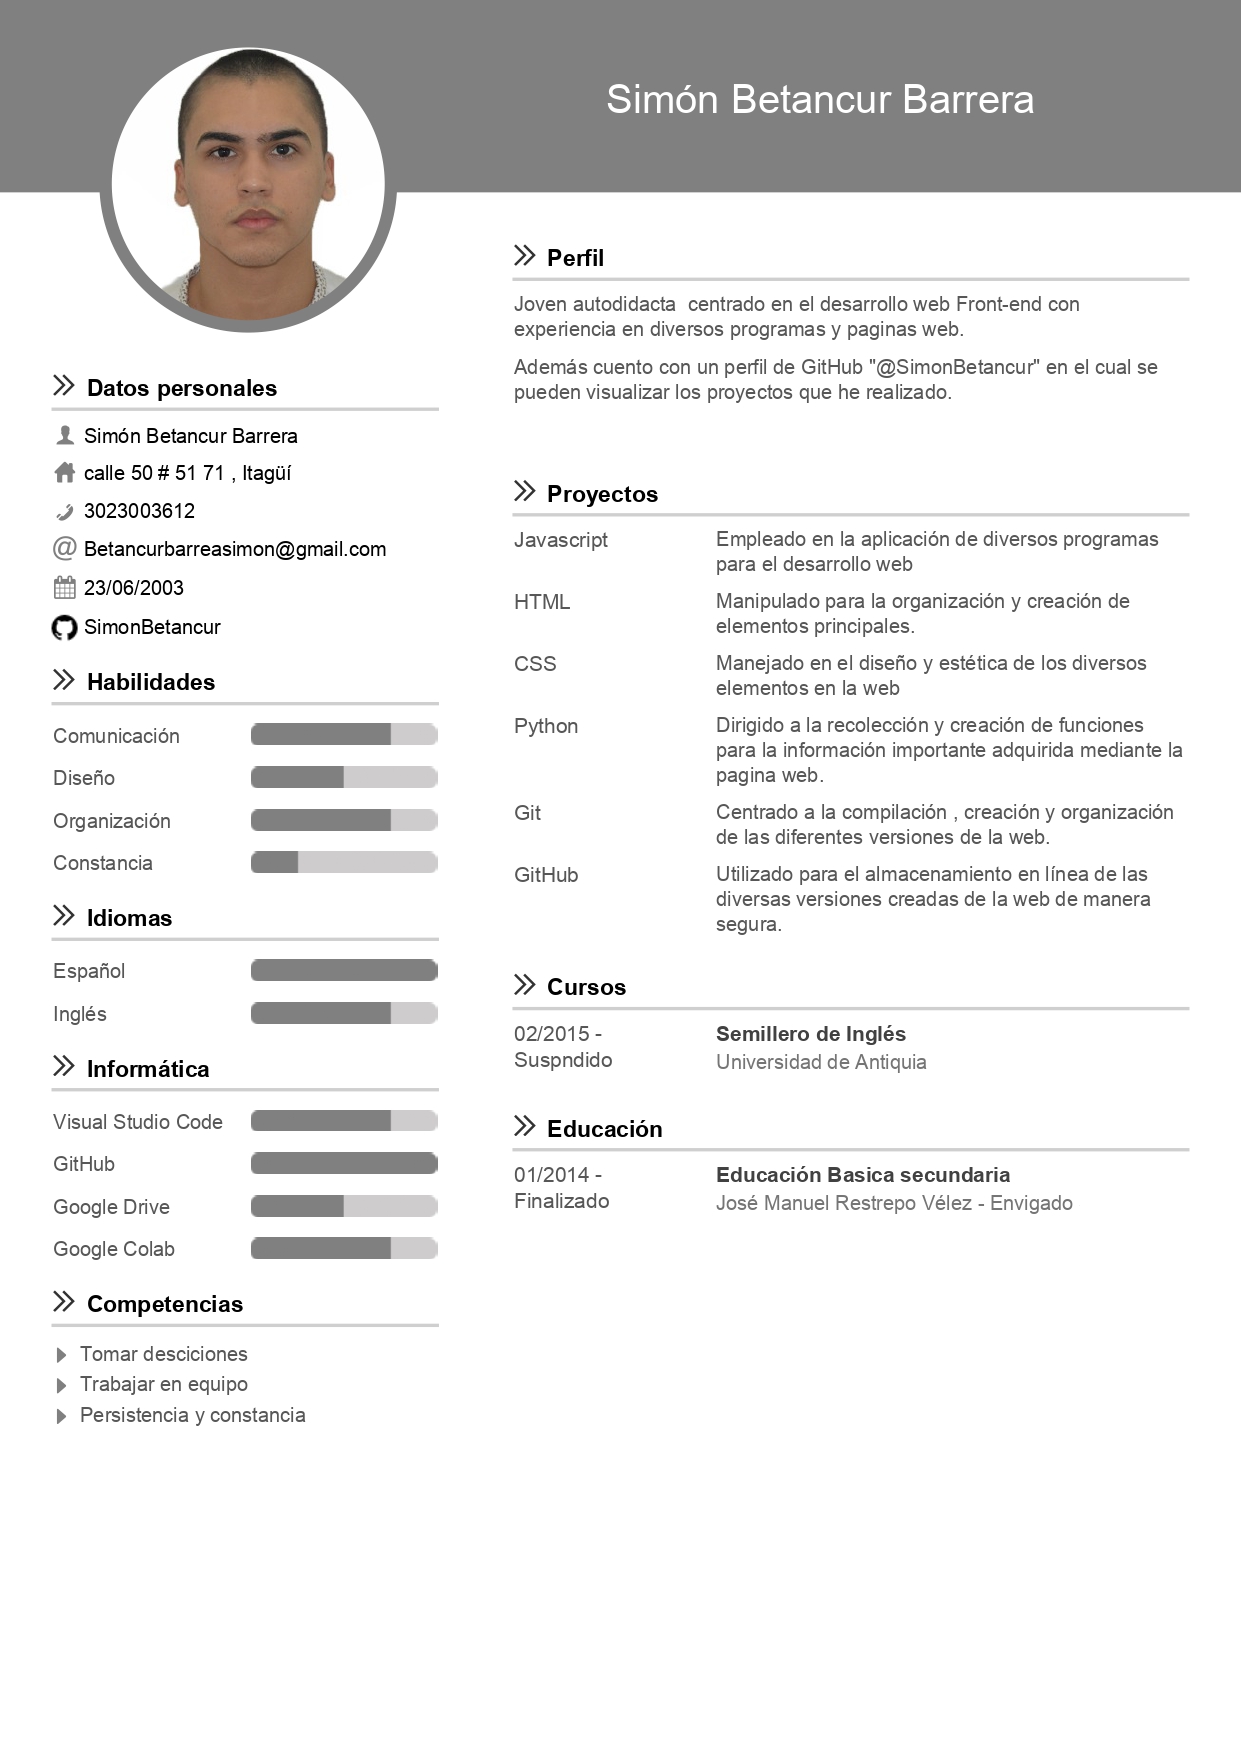 Simón Betancur Barrera
Datos personales
Simón Betancur Barrera
calle 50 # 51 71 , Itagüí
3023003612
Betancurbarreasimon@gmail.com
23/06/2003
SimonBetancur
Habilidades
Comunicación
Diseño
Organización
Constancia
Idiomas
Español
Inglés
Informática
Visual Studio Code
GitHub
Google Drive
Google Colab
Competencias
Tomar desciciones
Trabajar en equipo
Persistencia y constancia
Perfil
Joven autodidacta  centrado en el desarrollo web Front-end con
experiencia en diversos programas y paginas web.
Además cuento con un perfil de GitHub "@SimonBetancur" en el cual se
pueden visualizar los proyectos que he realizado.
Proyectos
Javascript
Empleado en la aplicación de diversos programas
para el desarrollo web
HTML
Manipulado para la organización y creación de
elementos principales.
CSS
Manejado en el diseño y estética de los diversos
elementos en la web
Python
Dirigido a la recolección y creación de funciones
para la información importante adquirida mediante la
pagina web.
Git
Centrado a la compilación , creación y organización
de las diferentes versiones de la web.
GitHub
Utilizado para el almacenamiento en línea de las
diversas versiones creadas de la web de manera
segura.
Cursos
02/2015 -
Suspndido
Semillero de Inglés
Universidad de Antiquia
Educación
01/2014 -
Finalizado
Educación Basica secundaria
José Manuel Restrepo Vélez - Envigado